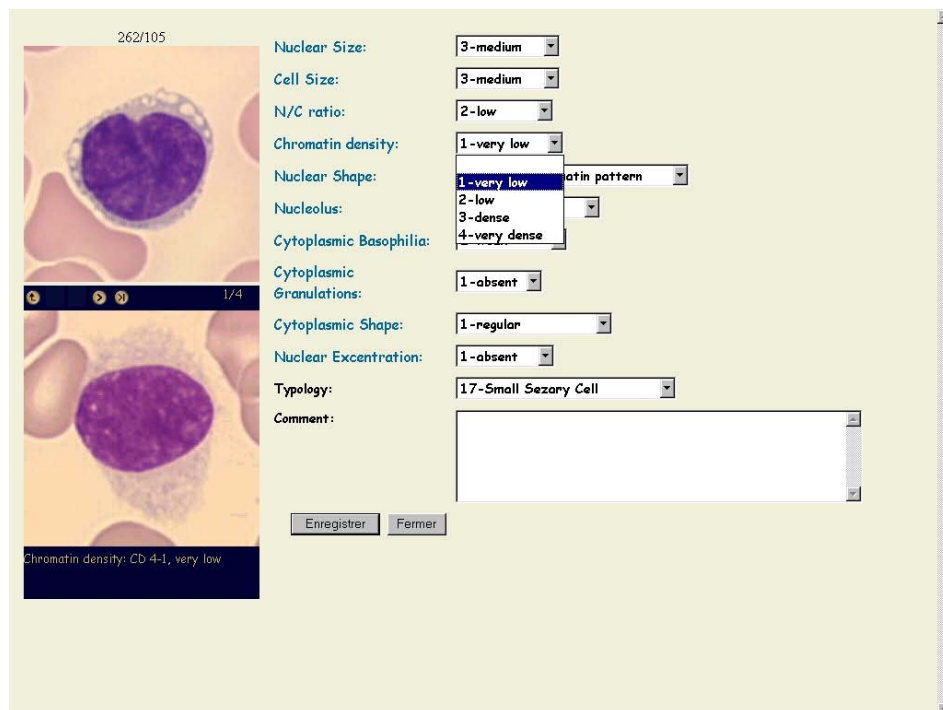 262/105
Nuclear Size: 3-medium
Cell Size: 3-medium
N/C ratio: 2-low
Chromatin density: 1-very low
1-very low
2-low
3-dense
4-very dense
Nuclear Shape: atin pattern
Nucleolus:
Cytoplasmic Basophilia:
Cytoplasmic
Granulations: 1-absent
1/4
Cytoplasmic Shape: 1-regular
Nuclear Excentration: 1-absent
Typology: 17-Small Sezary Cell
Comment:
Enregistrer Fermer
Chromatin density: CD 4-1, very low